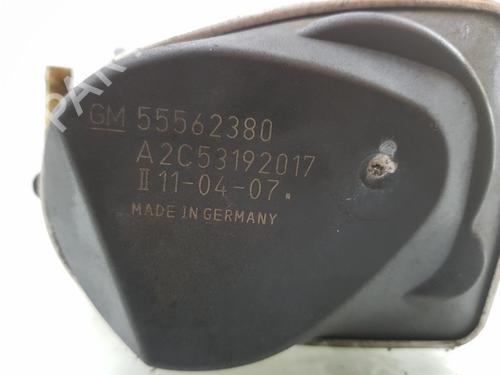 GM 55562380
A2C53192017
II 11-04-07.
MADE IN GERMANY